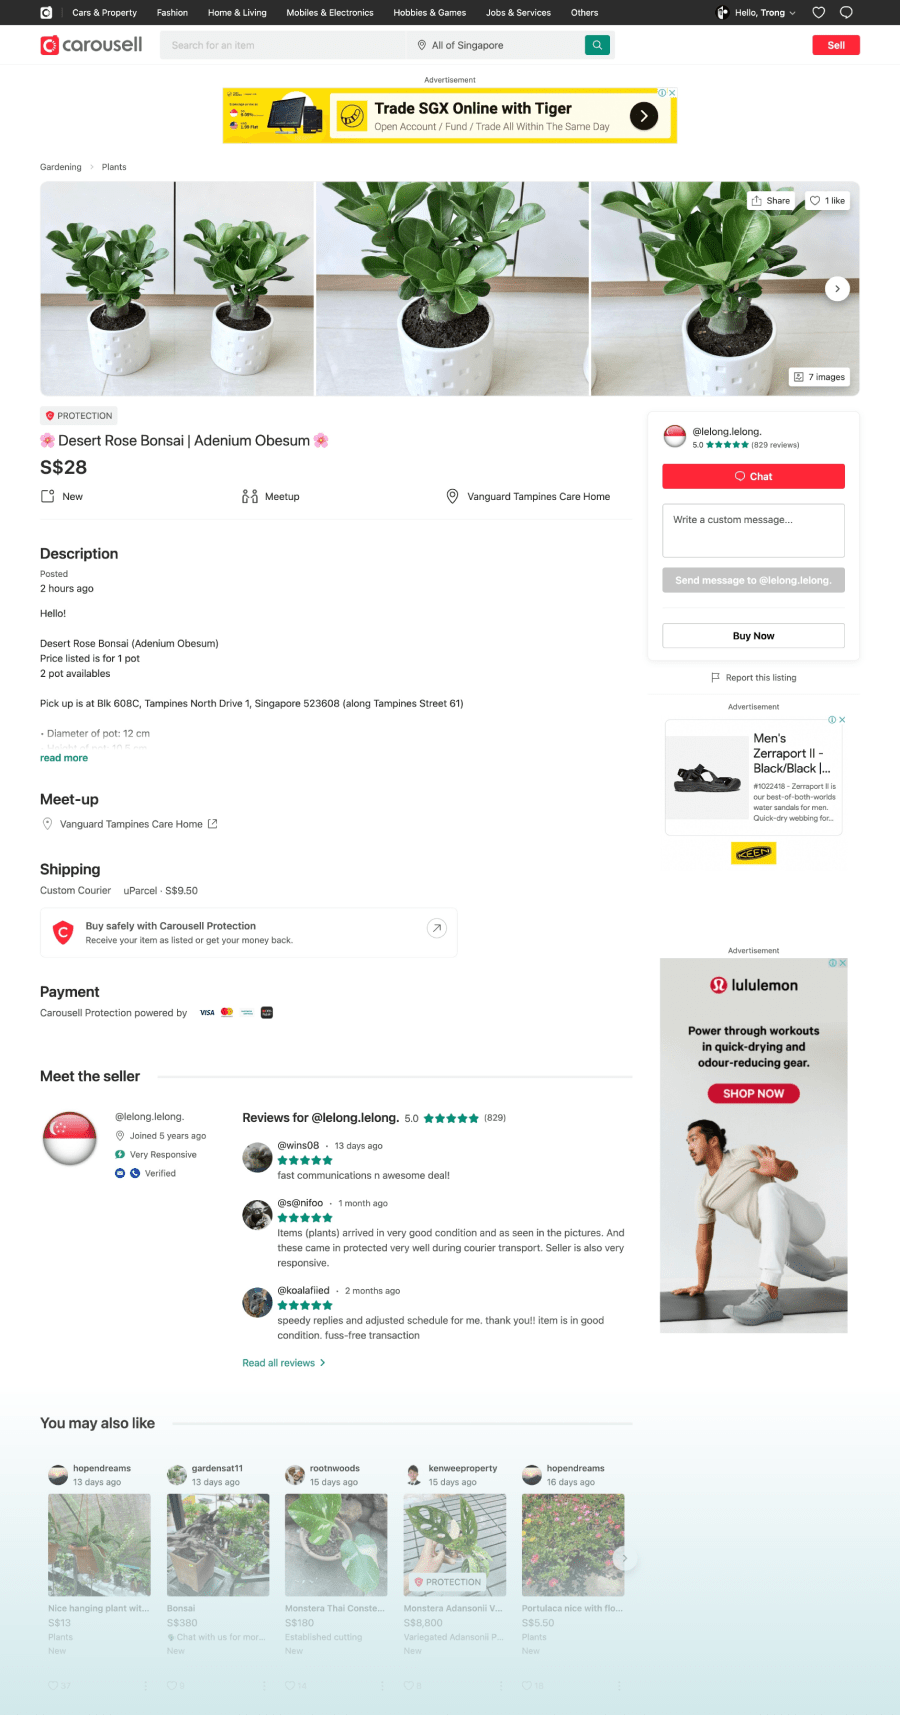 Cars & Property Fashion Home & Living Mobiles & Electronics Hobbies & Games Jobs & Services Others Hello, Trong
carousell Search for an item All of Singapore Sell
Advertisement
Trade SGX Online with Tiger
Open Account / Fund / Trade All Within The Same Day
Gardening > Plants
Share 1 like
7 images
PROTECTION
Desert Rose Bonsai | Adenium Obesum
S$28
New Meetup Vanguard Tampines Care Home
@lelong.lelong.
5.0 ★★★★★ (829 reviews)
Chat
Write a custom message...
Send message to @lelong.lelong.
Buy Now
Report this listing
Description
Posted
2 hours ago
Hello!
Desert Rose Bonsai (Adenium Obesum)
Price listed is for 1 pot
2 pot availables
Pick up is at Blk 608C, Tampines North Drive 1, Singapore 523608 (along Tampines Street 61)
• Diameter of pot: 12 cm
read more
Advertisement
Men's
Zerraport II -
Black/Black |...
#1022418 - Zerraport II is
our best-of-both-worlds
water sandals for men.
Quick-dry webbing for...
KEEN
Meet-up
Vanguard Tampines Care Home
Shipping
Custom Courier uParcel · S$9.50
Buy safely with Carousell Protection
Receive your item as listed or get your money back.
Payment
Carousell Protection powered by VISA
Advertisement
lululemon
Power through workouts
in quick-drying and
odour-reducing gear.
SHOP NOW
Meet the seller
@lelong.lelong.
Joined 5 years ago
Very Responsive
Verified
Reviews for @lelong.lelong. 5.0 ★★★★★ (829)
@wins08 · 13 days ago
★★★★★
fast communications n awesome deal!
@s@nifoo · 1 month ago
★★★★★
Items (plants) arrived in very good condition and as seen in the pictures. And
these came in protected very well during courier transport. Seller is also very
responsive.
@koalafiied · 2 months ago
★★★★★
speedy replies and adjusted schedule for me. thank you!! item is in good
condition. fuss-free transaction
Read all reviews >
You may also like
hopendreams
13 days ago
Nice hanging plant wit...
S$13
Plants
New
37
gardensat11
13 days ago
Bonsai
S$380
Chat with us for mor...
New
6
rootnwoods
15 days ago
Monstera Thai Conste...
S$180
Established cutting
New
14
kenweeproperty
15 days ago
PROTECTION
Monstera Adansonii V...
S$8,800
Variegated Adansonii P...
New
hopendreams
16 days ago
Portulaca nice with flo...
S$5.50
Plants
New